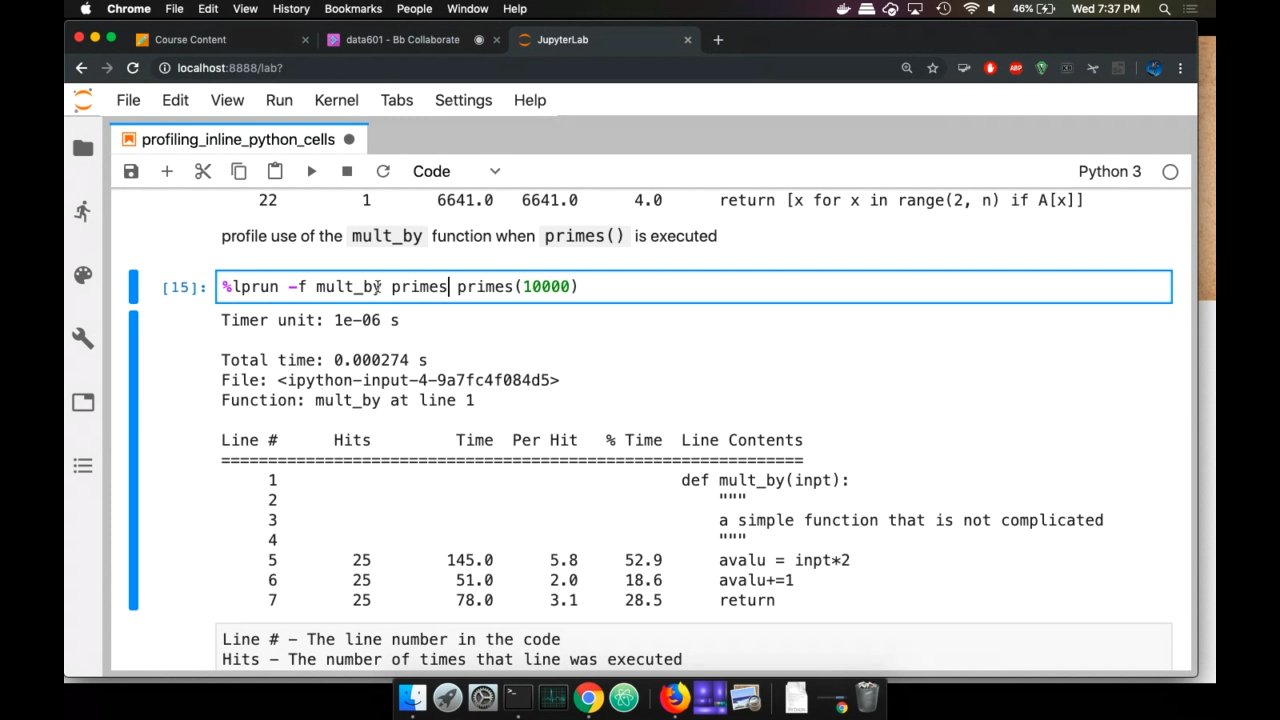 Chrome File Edit View History Bookmarks People Window Help 46% Wed 7:37 PM
Course Content data601 - Bb Collaborate JupyterLab
localhost:8888/lab?
ABP
File Edit View Run Kernel Tabs Settings Help
profiling_inline_python_cells
Code Python 3
22 1 6641.0 6641.0 4.0 return [x for x in range(2, n) if A[x]]
profile use of the mult_by function when primes() is executed
[15]: %lprun -f mult_by primes primes(10000)
Timer unit: 1e-06 s
Total time: 0.000274 s
File: <ipython-input-4-9a7fc4f084d5>
Function: mult_by at line 1
Line # Hits Time Per Hit % Time Line Contents
==============================================================
1 def mult_by(inpt):
2 """
3 a simple function that is not complicated
4 """
5 25 145.0 5.8 52.9 avalu = inpt*2
6 25 51.0 2.0 18.6 avalu+=1
7 25 78.0 3.1 28.5 return
Line # - The line number in the code
Hits - The number of times that line was executed